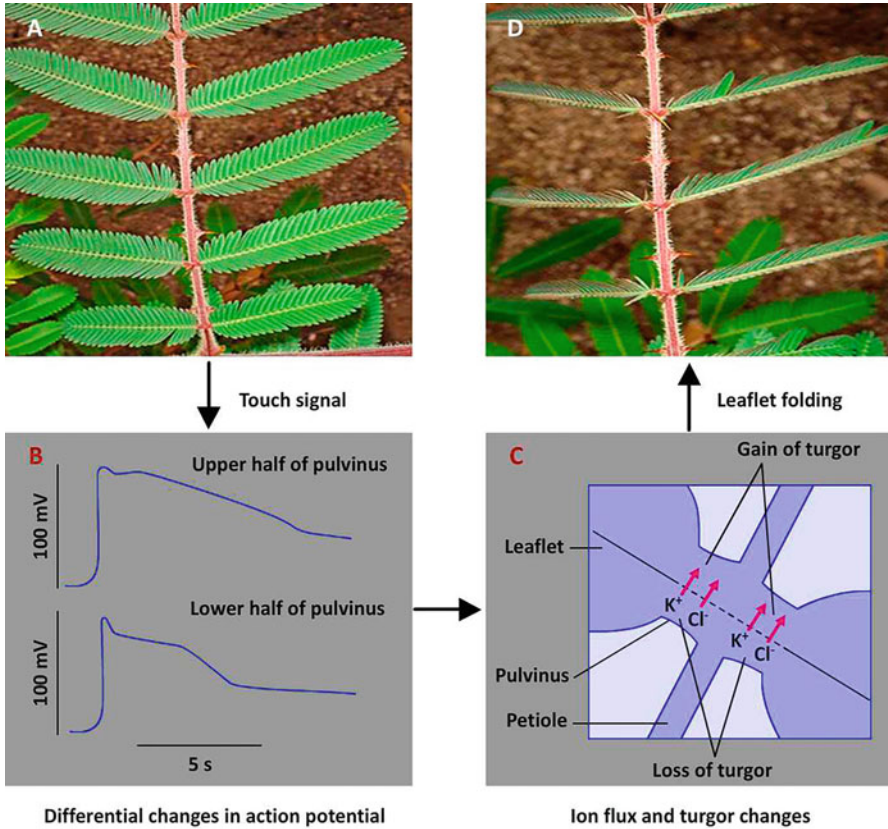 A
D
Touch signal
Leaflet folding
B
Upper half of pulvinus
100 mV
Lower half of pulvinus
100 mV
5 s
C
Gain of turgor
Leaflet
K+
Cl-
K+
Cl-
Pulvinus
Petiole
Loss of turgor
Differential changes in action potential
Ion flux and turgor changes